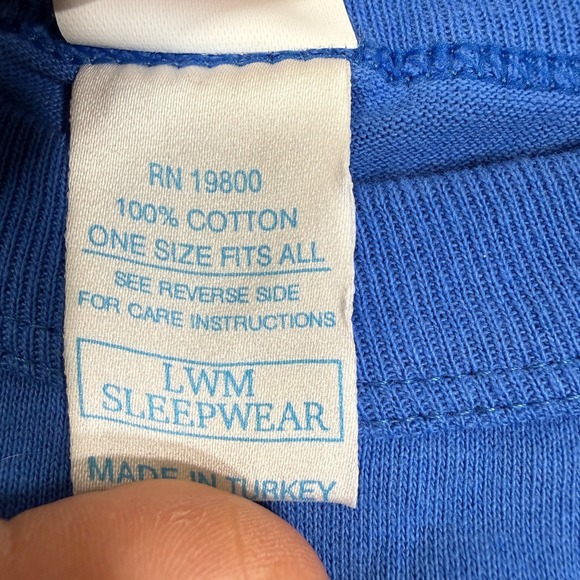 RN 19800
100% COTTON
ONE SIZE FITS ALL
SEE REVERSE SIDE
FOR CARE INSTRUCTIONS
LWM
SLEEPWEAR
MADE IN TURKEY